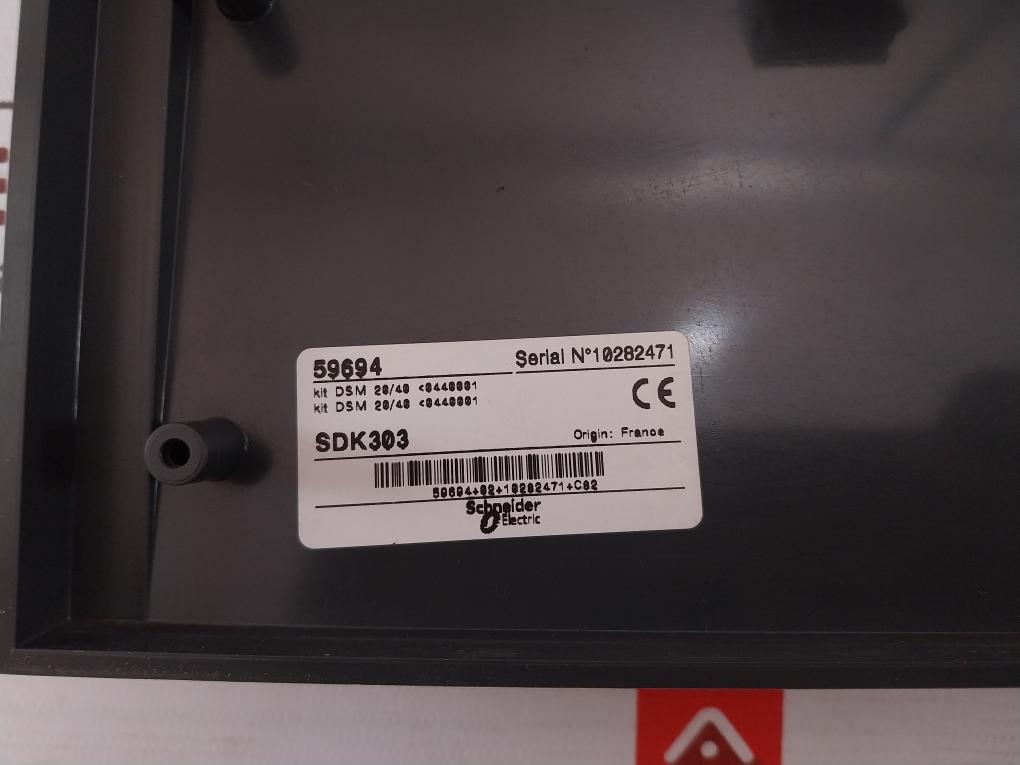 59694
Serial N°10282471
kit DSM 20/40 <0440001
kit DSM 20/40 <0440001
CE
SDK303
Origin: France
59694+02+10282471+C82
Schneider
Electric